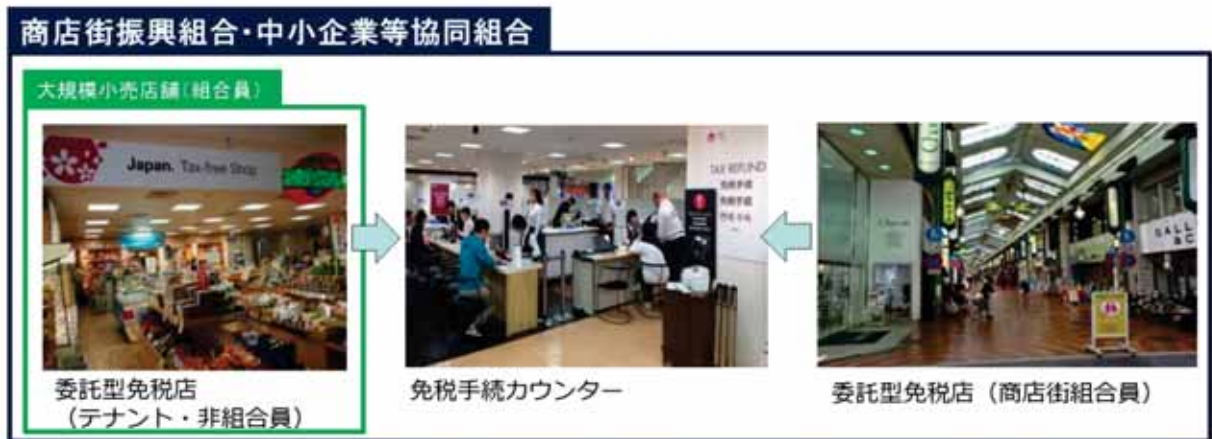 商店街振興組合・中小企業等協同組合
大規模小売店舗(組合員)
Japan. Tax-free Shop
TAX REFUND
免税手続
委託型免税店
(テナント・非組合員)
免税手続カウンター
委託型免税店(商店街組合員)